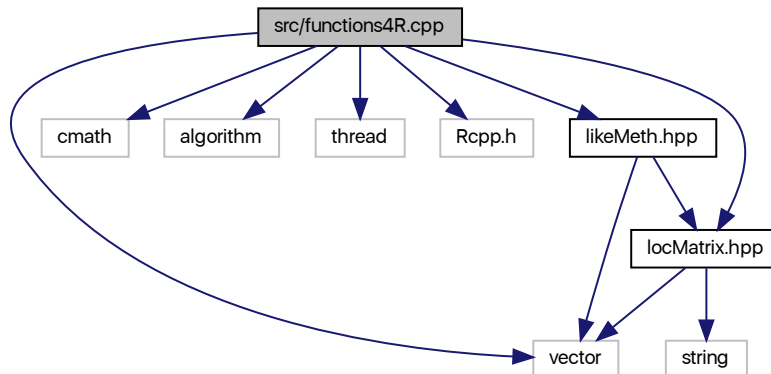 src/functions4R.cpp
cmath
algorithm
thread
Rcpp.h
likeMeth.hpp
locMatrix.hpp
vector
string